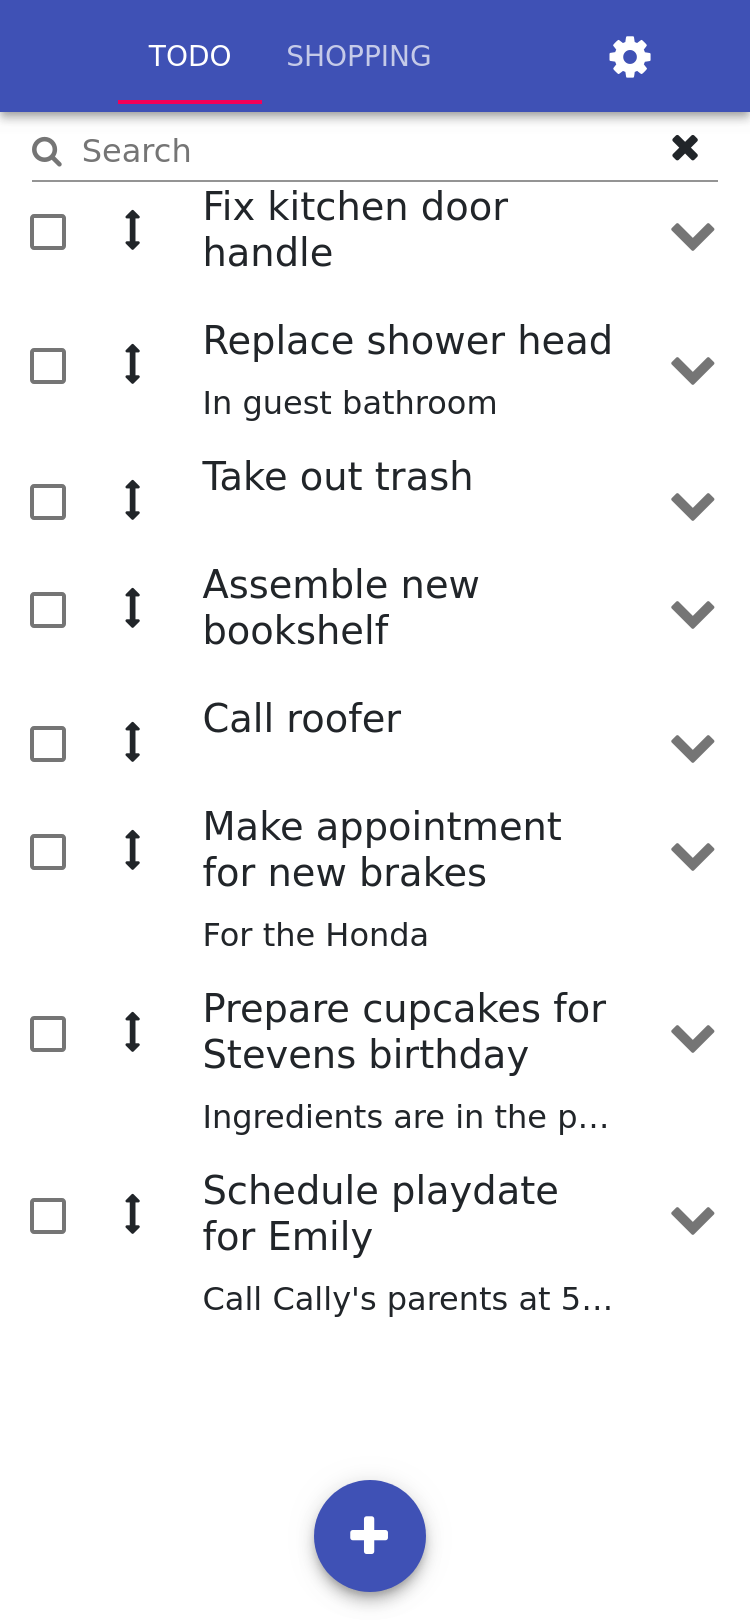 TODO SHOPPING
Search
Fix kitchen door
handle
Replace shower head
In guest bathroom
Take out trash
Assemble new
bookshelf
Call roofer
Make appointment
for new brakes
For the Honda
Prepare cupcakes for
Stevens birthday
Ingredients are in the p...
Schedule playdate
for Emily
Call Cally's parents at 5...